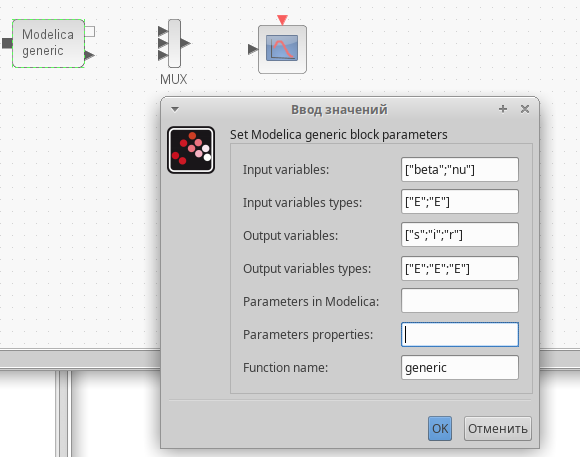 Modelica
generic
MUX
Ввод значений
Set Modelica generic block parameters
Input variables: ["beta";"nu"]
Input variables types: ["E";"E"]
Output variables: ["s";"i";"r"]
Output variables types: ["E";"E";"E"]
Parameters in Modelica:
Parameters properties:
Function name: generic
OK Отменить